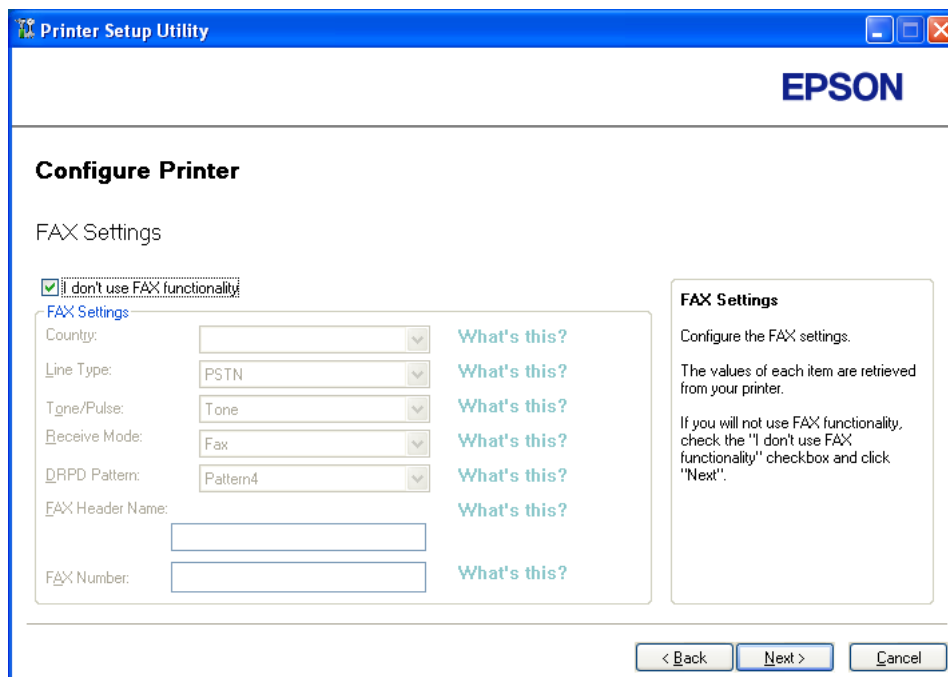 Printer Setup Utility
EPSON
Configure Printer
FAX Settings
I don't use FAX functionality
FAX Settings
Country: What's this?
Line Type: PSTN What's this?
Tone/Pulse: Tone What's this?
Receive Mode: Fax What's this?
DRPD Pattern: Pattern4 What's this?
FAX Header Name: What's this?
FAX Number: What's this?
FAX Settings
Configure the FAX settings.
The values of each item are retrieved
from your printer.
If you will not use FAX functionality,
check the "I don't use FAX
functionality" checkbox and click
"Next".
< Back Next > Cancel